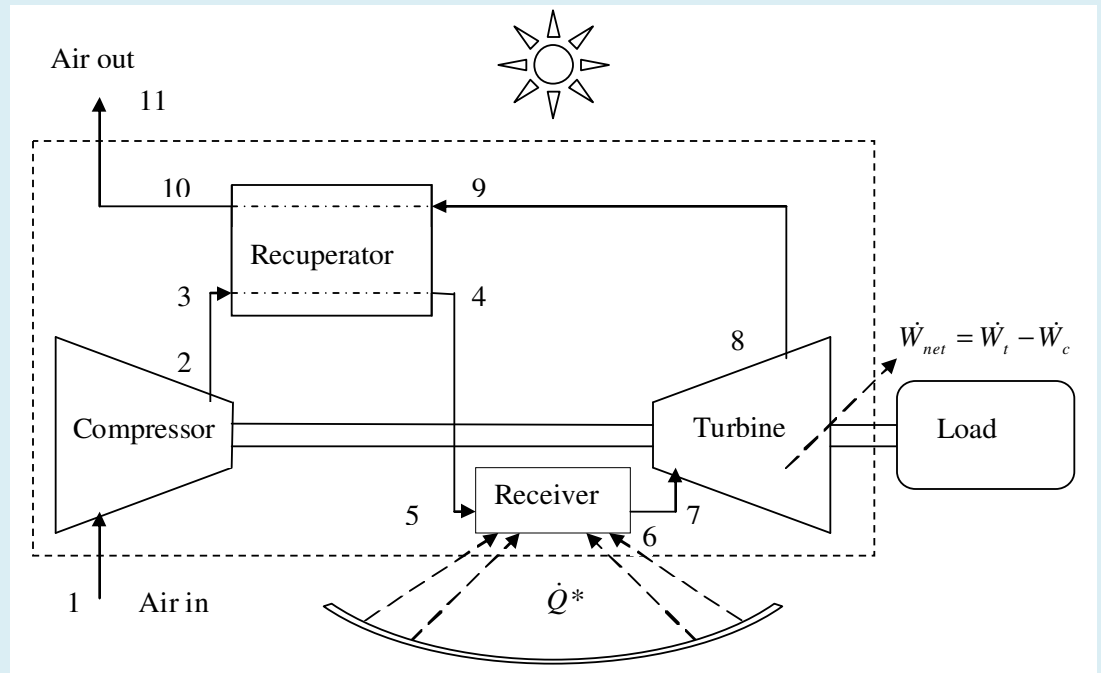 Air out
11
10
9
Recuperator
3
4
2
8
Ẇnet = Ẇt − Ẇc
Compressor
Turbine
Load
Receiver
5
7
6
1
Air in
Q̇*